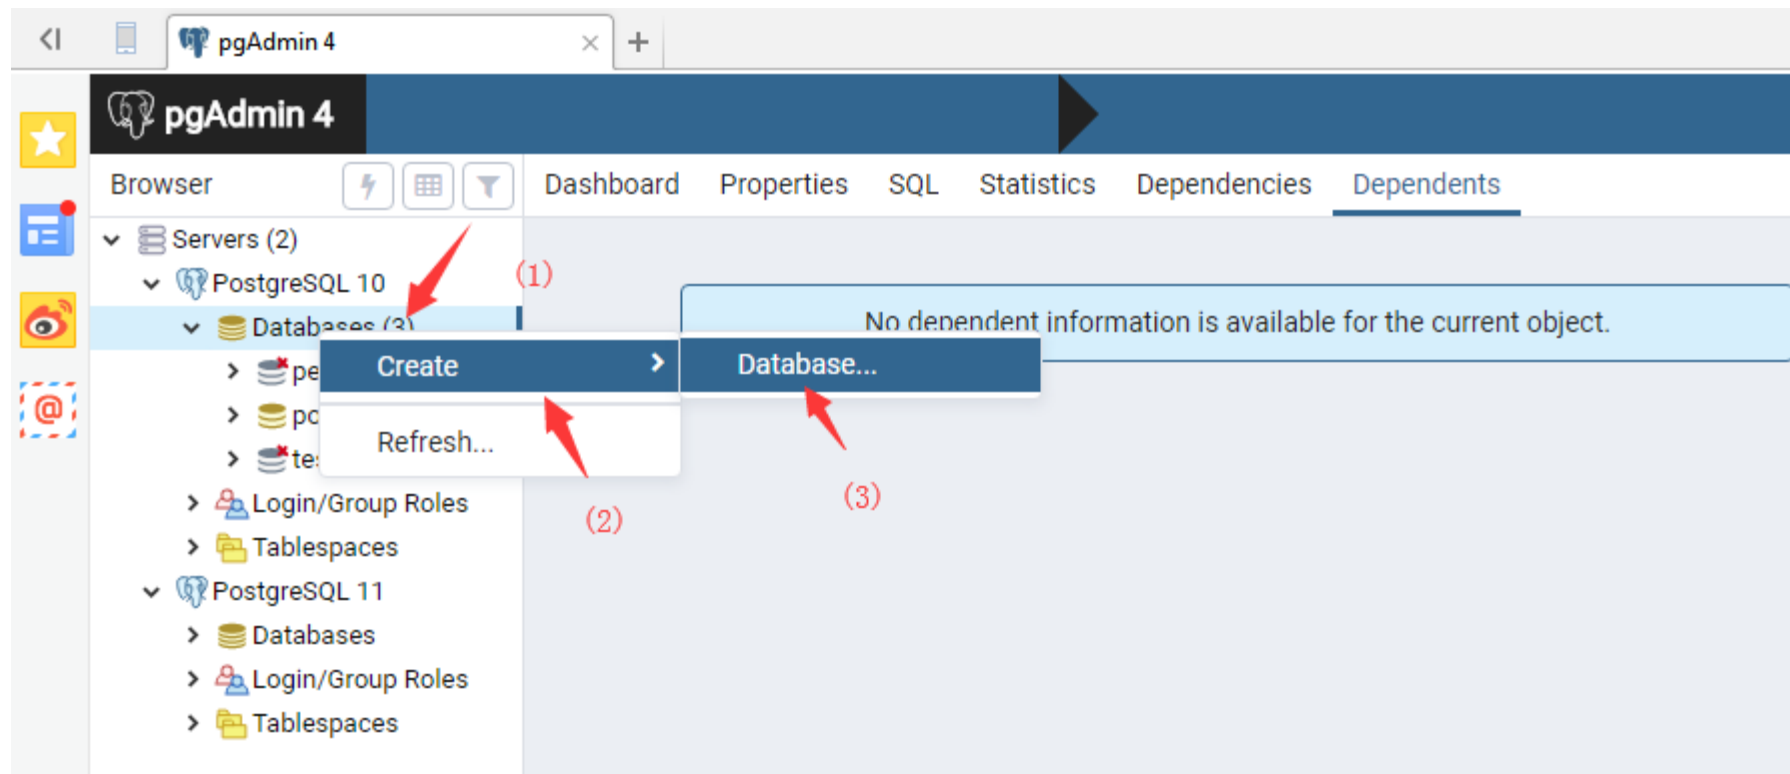 pgAdmin 4
pgAdmin 4
Browser
Dashboard Properties SQL Statistics Dependencies Dependents
Servers (2)
PostgreSQL 10
(1)
Databases (3)
No dependent information is available for the current object.
Create
Database...
Refresh...
(2)
(3)
Login/Group Roles
Tablespaces
PostgreSQL 11
Databases
Login/Group Roles
Tablespaces